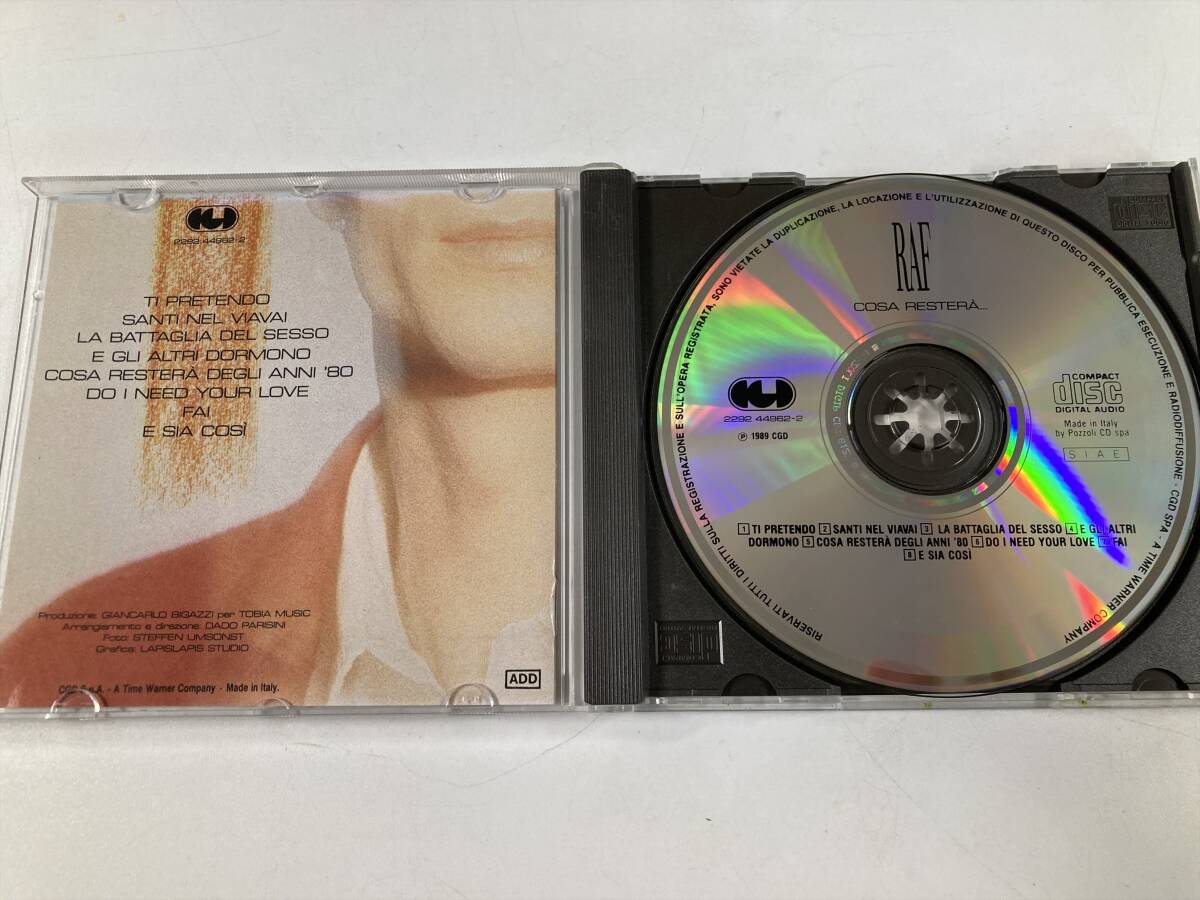 2292 44962-2
TI PRETENDO
SANTI NEL VIAVAI
LA BATTAGLIA DEL SESSO
E GLI ALTRI DORMONO
COSA RESTERÀ DEGLI ANNI '80
DO I NEED YOUR LOVE
FAI
E SIA COSÌ
Produzione: GIANCARLO BIGAZZI per TOBIA MUSIC
Arrangiamento e direzione: DADO PARISINI
Foto: STEFFEN UMSONST
Grafica: LAPISLAPIS STUDIO
CGD S.p.A. - A Time Warner Company - Made in Italy.
ADD
RISERVATI TUTTI I DIRITTI SULLA REGISTRAZIONE E SULL'OPERA REGISTRATA, SONO VIETATE LA DUPLICAZIONE, LA LOCAZIONE E L'UTILIZZAZIONE DI QUESTO DISCO PER PUBBLICA ESECUZIONE E RADIODIFFUSIONE - CGD SPA - A TIME WARNER COMPANY
RAF
COSA RESTERÀ...
2292 44962-2
℗ 1989 CGD
COMPACT
disc
DIGITAL AUDIO
Made in Italy
by Pozzoli CD spa
SIAE
1 TI PRETENDO 2 SANTI NEL VIAVAI 3 LA BATTAGLIA DEL SESSO 4 E GLI ALTRI
DORMONO 5 COSA RESTERÀ DEGLI ANNI '80 6 DO I NEED YOUR LOVE 7 FAI
8 E SIA COSÌ